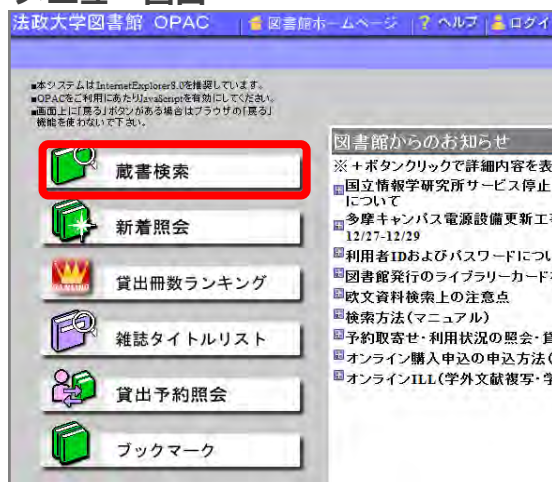 法政大学図書館 OPAC 図書館ホームページ ? ヘルプ ログイ
■本システムはInternetExplorer8.0を推奨しています。
■OPACをご利用にあたりJavaScriptを有効にしてください。
■画面上に「戻る」ボタンがある場合はブラウザの「戻る」
機能を使わないで下さい。
蔵書検索
新着照会
貸出冊数ランキング
雑誌タイトルリスト
貸出予約照会
ブックマーク
図書館からのお知らせ
※+ボタンクリックで詳細内容を表
国立情報学研究所サービス停止
について
多摩キャンパス電源設備更新工
12/27-12/29
利用者IDおよびパスワードについ
図書館発行のライブラリーカード
欧文資料検索上の注意点
検索方法(マニュアル)
予約取寄せ・利用状況の照会・貸
オンライン購入申込の申込方法(
オンラインILL(学外文献複写・学